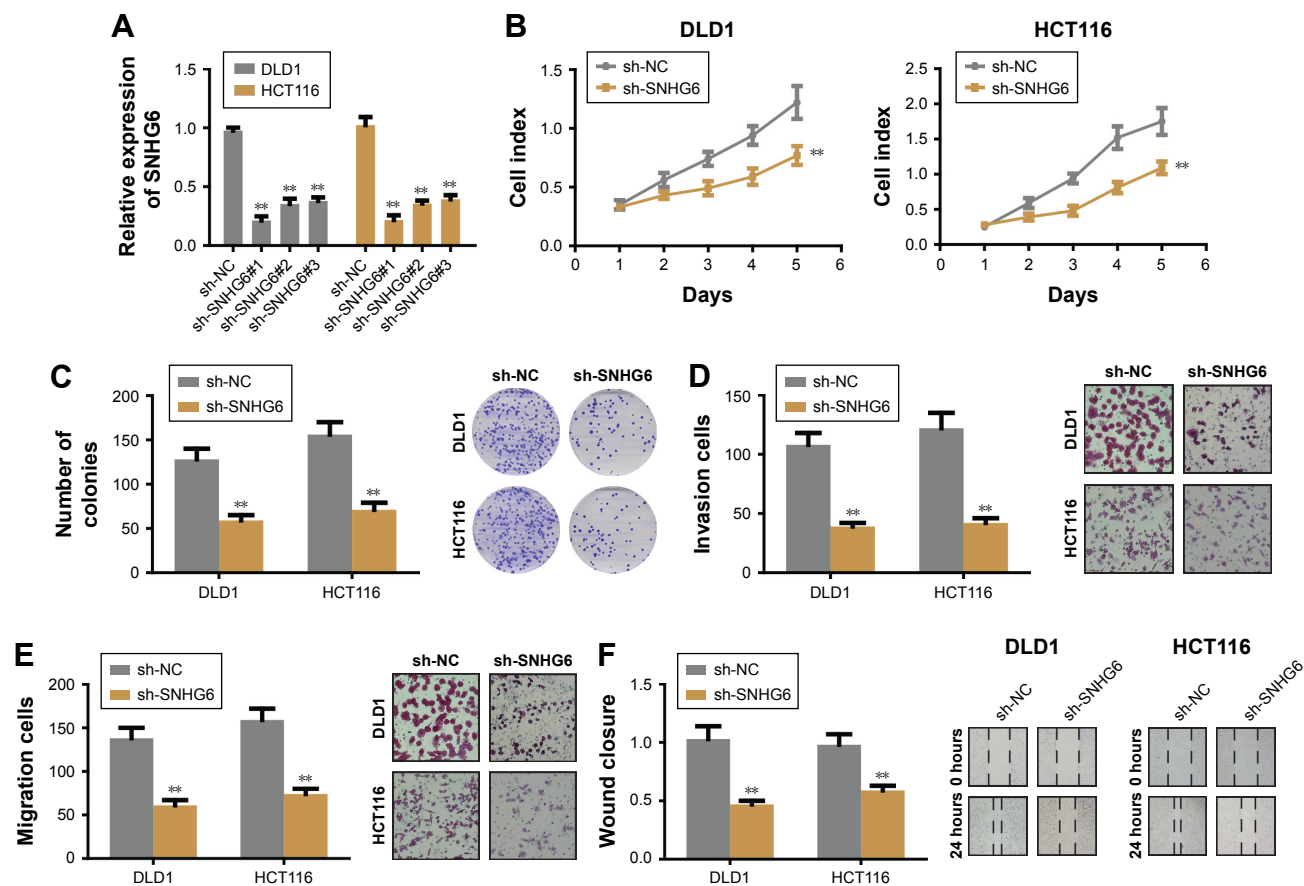 A
DLD1
HCT116
Relative expression
of SNHG6
1.5
1.0
0.5
0.0
** ** **
** ** **
sh-NC
sh-SNHG6#1
sh-SNHG6#2
sh-SNHG6#3
sh-NC
sh-SNHG6#1
sh-SNHG6#2
sh-SNHG6#3
B
DLD1
sh-NC
sh-SNHG6
Cell index
1.5
1.0
0.5
0.0
**
0 1 2 3 4 5 6
Days
HCT116
sh-NC
sh-SNHG6
Cell index
2.5
2.0
1.5
1.0
0.5
0.0
**
0 1 2 3 4 5 6
Days
C
sh-NC
sh-SNHG6
Number of
colonies
200
150
100
50
0
** **
DLD1 HCT116
sh-NC sh-SNHG6
DLD1
HCT116
D
sh-NC
sh-SNHG6
Invasion cells
150
100
50
0
** **
DLD1 HCT116
sh-NC sh-SNHG6
DLD1
HCT116
E
sh-NC
sh-SNHG6
Migration cells
200
150
100
50
0
** **
DLD1 HCT116
sh-NC sh-SNHG6
DLD1
HCT116
F
sh-NC
sh-SNHG6
Wound closure
1.5
1.0
0.5
0.0
** **
DLD1 HCT116
DLD1
sh-NC sh-SNHG6
0 hours
24 hours
HCT116
sh-NC sh-SNHG6
0 hours
24 hours